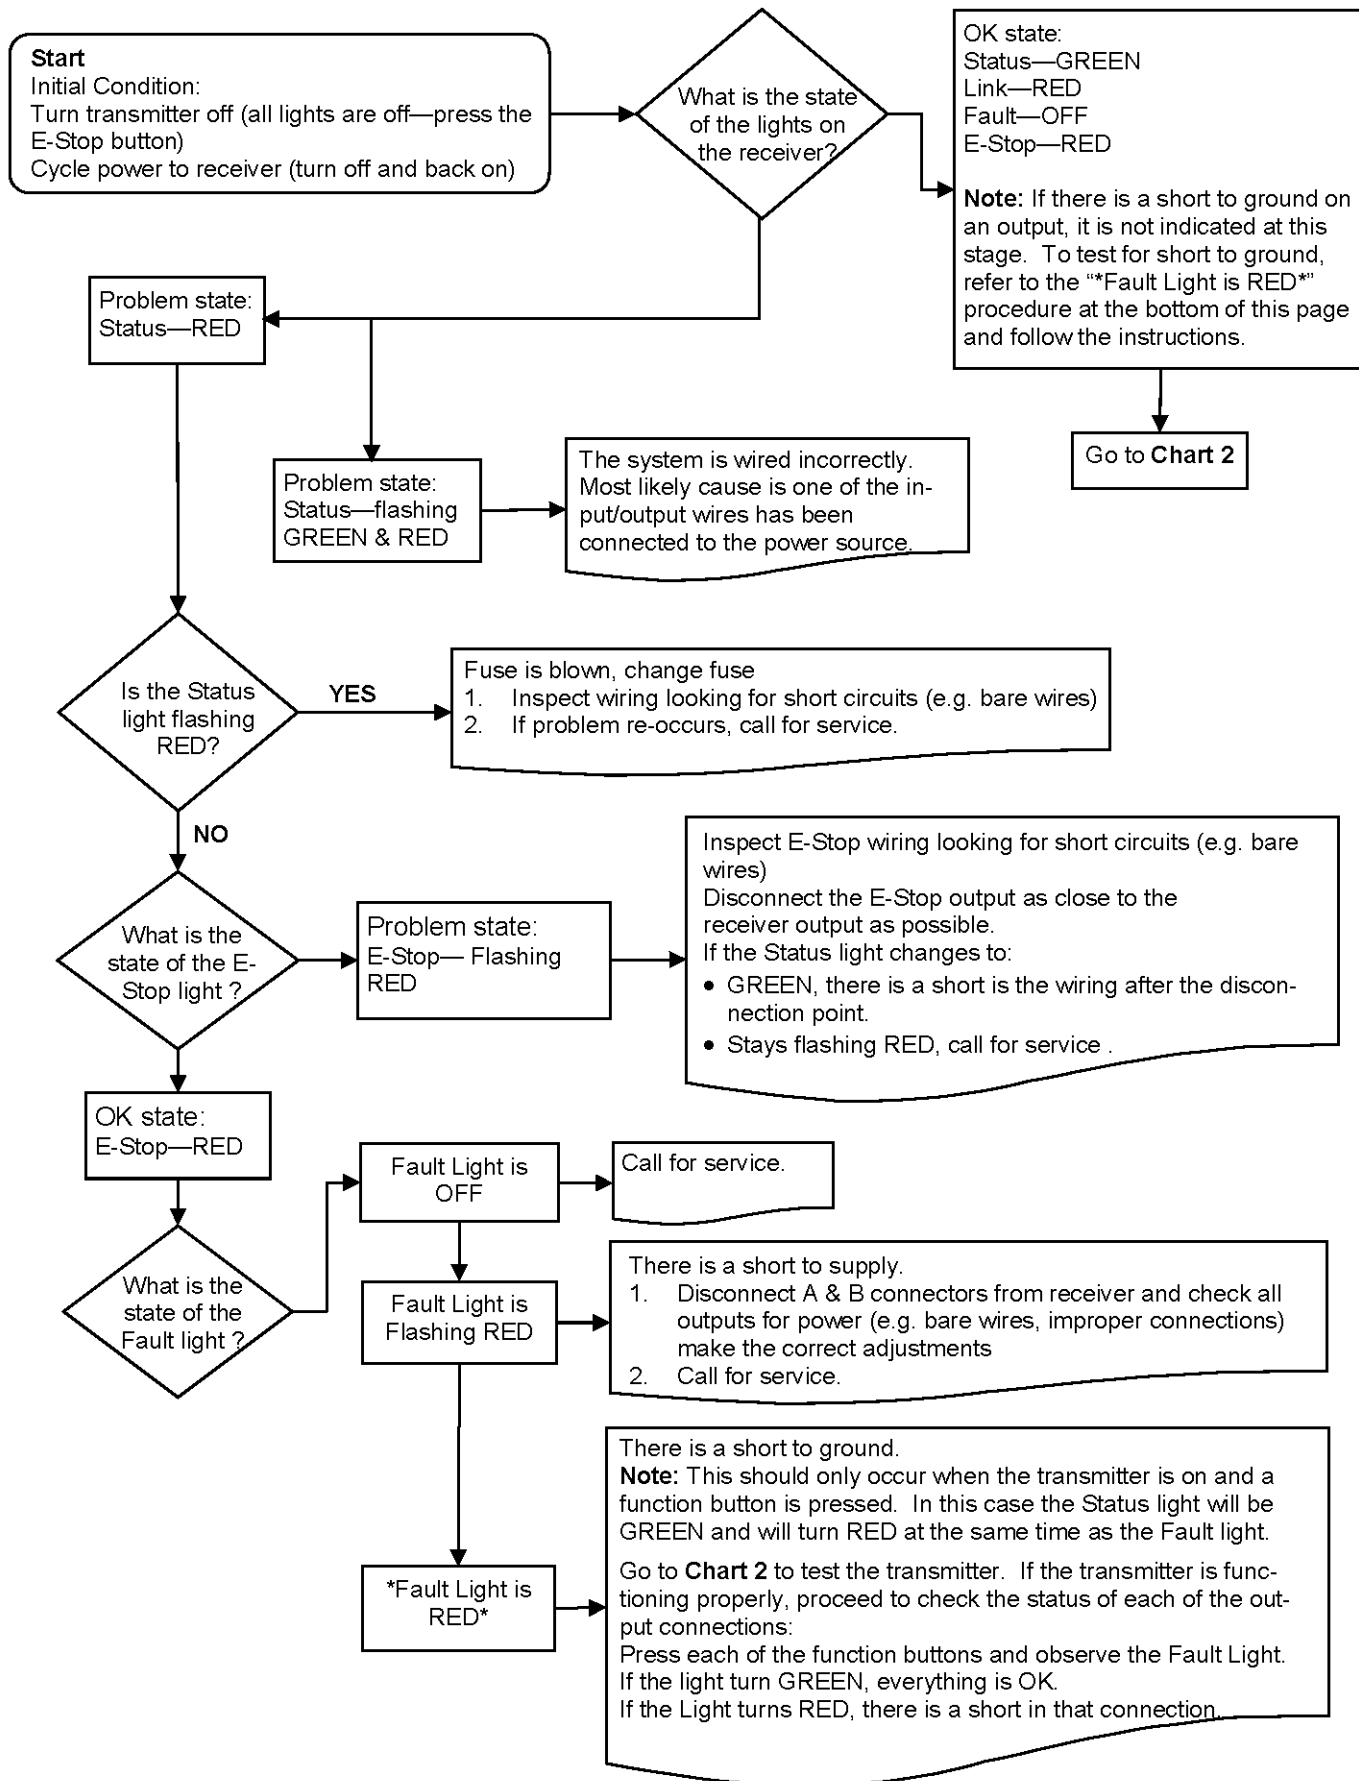 Start
Initial Condition:
Turn transmitter off (all lights are off—press the
E-Stop button)
Cycle power to receiver (turn off and back on)
What is the state
of the lights on
the receiver?
OK state:
Status—GREEN
Link—RED
Fault—OFF
E-Stop—RED
Note: If there is a short to ground on
an output, it is not indicated at this
stage.  To test for short to ground,
refer to the “*Fault Light is RED*”
procedure at the bottom of this page
and follow the instructions.
Go to Chart 2
Problem state:
Status—RED
Problem state:
Status—flashing
GREEN & RED
The system is wired incorrectly.
Most likely cause is one of the in-
put/output wires has been
connected to the power source.
Is the Status
light flashing
RED?
YES
Fuse is blown, change fuse
1. Inspect wiring looking for short circuits (e.g. bare wires)
2. If problem re-occurs, call for service.
NO
What is the
state of the E-
Stop light ?
Problem state:
E-Stop— Flashing
RED
Inspect E-Stop wiring looking for short circuits (e.g. bare
wires)
Disconnect the E-Stop output as close to the
receiver output as possible.
If the Status light changes to:
• GREEN, there is a short is the wiring after the discon-
nection point.
• Stays flashing RED, call for service .
OK state:
E-Stop—RED
What is the
state of the
Fault light ?
Fault Light is
OFF
Call for service.
Fault Light is
Flashing RED
There is a short to supply.
1. Disconnect A & B connectors from receiver and check all
outputs for power (e.g. bare wires, improper connections)
make the correct adjustments
2. Call for service.
*Fault Light is
RED*
There is a short to ground.
Note: This should only occur when the transmitter is on and a
function button is pressed.  In this case the Status light will be
GREEN and will turn RED at the same time as the Fault light.
Go to Chart 2 to test the transmitter.  If the transmitter is func-
tioning properly, proceed to check the status of each of the out-
put connections:
Press each of the function buttons and observe the Fault Light.
If the light turn GREEN, everything is OK.
If the Light turns RED, there is a short in that connection.